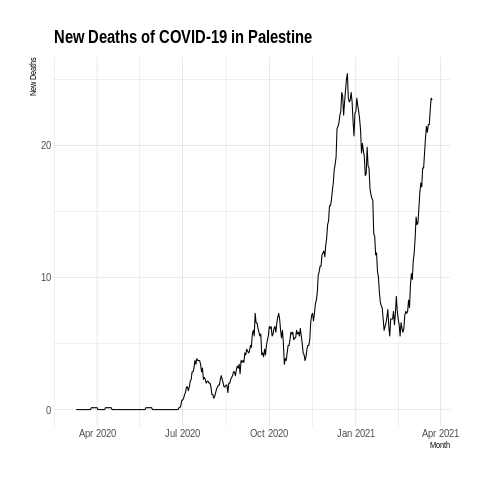 New Deaths of COVID-19 in Palestine
New Deaths
20
10
0
Apr 2020 Jul 2020 Oct 2020 Jan 2021 Apr 2021
Month